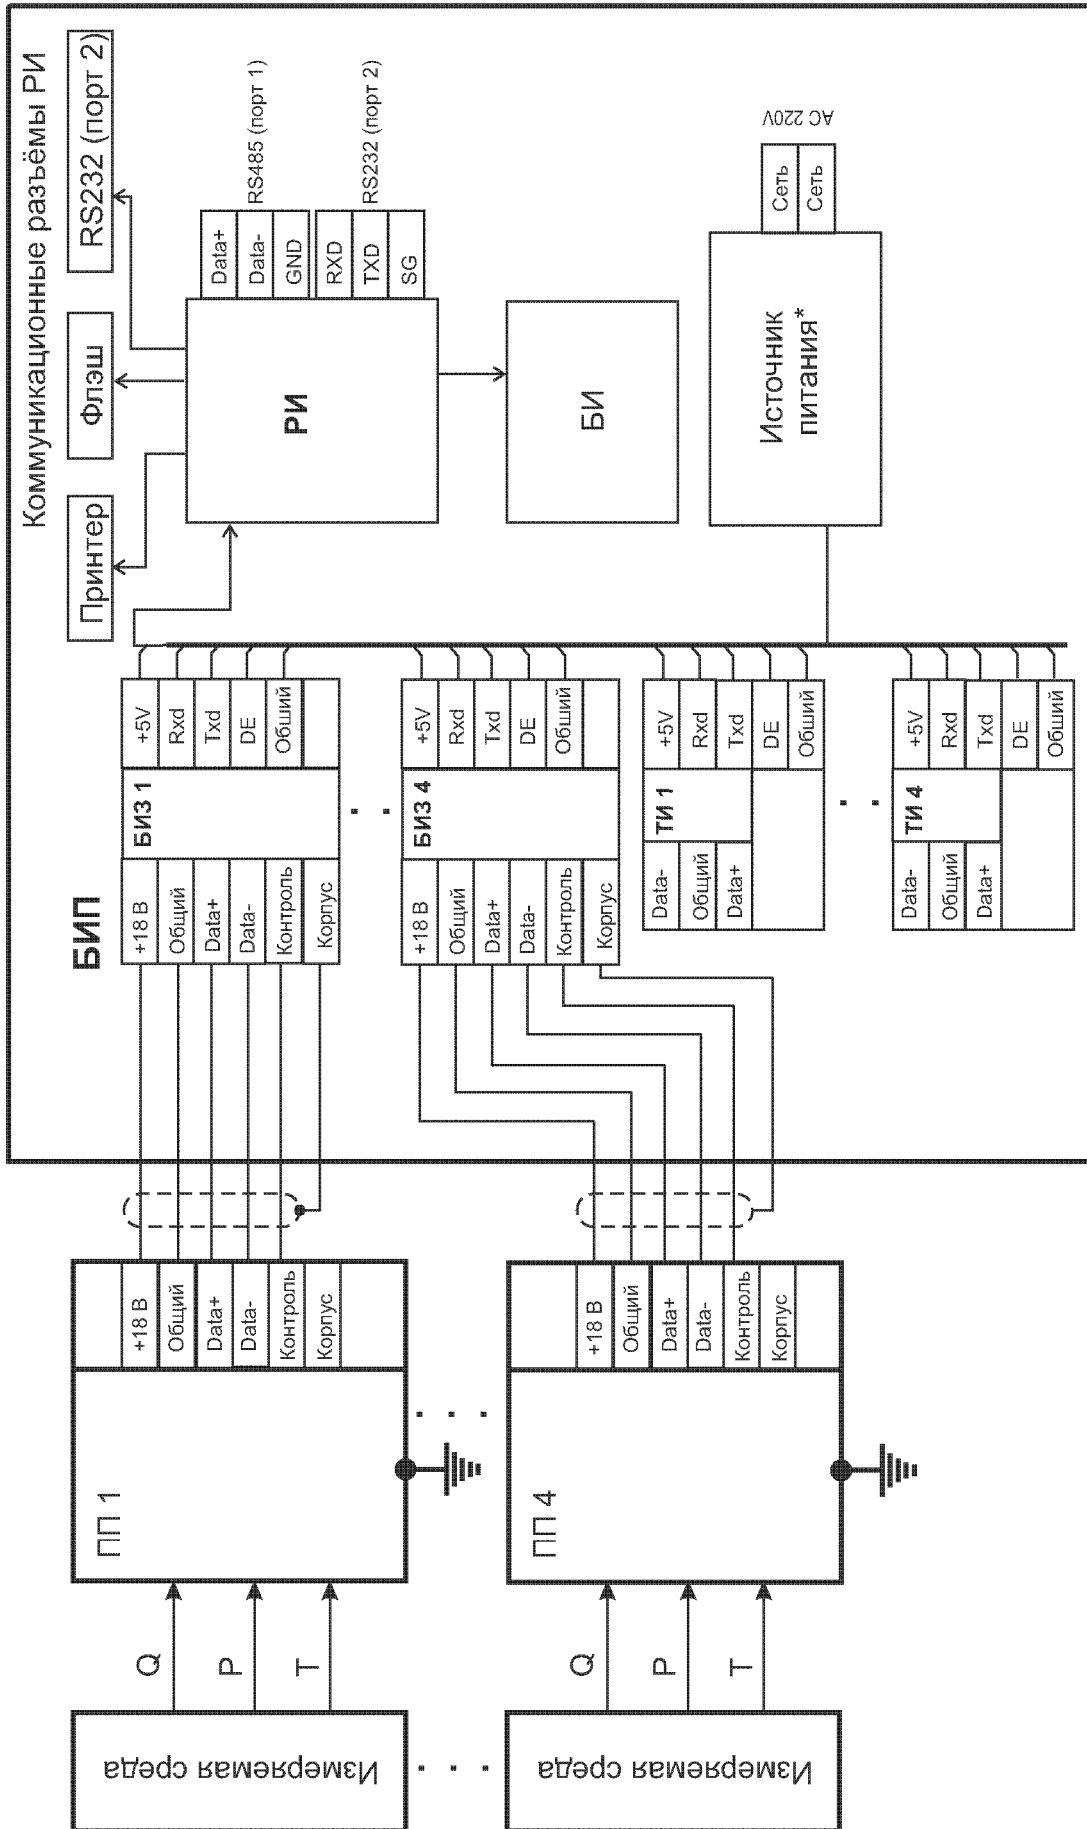 Коммуникационные разъёмы РИ
Принтер
Флэш
RS232 (порт 2)
РИ
Data+
Data-
GND
RXD
TXD
SG
RS485 (порт 1)
RS232 (порт 2)
БИ
Источник
питания*
Сеть
Сеть
AC 220V
БИП
+18 В
Общий
Data+
Data-
Контроль
Корпус
БИЗ 1
+5V
Rxd
Txd
DE
Обший
+18 В
Общий
Data+
Data-
Контроль
Корпус
БИЗ 4
+5V
Rxd
Txd
DE
Обший
Data-
Общий
Data+
ТИ 1
+5V
Rxd
Txd
DE
Обший
Data-
Общий
Data+
ТИ 4
+5V
Rxd
Txd
DE
Обший
Измеряемая среда
Q
P
T
ПП 1
+18 В
Общий
Data+
Data-
Контроль
Корпус
Измеряемая среда
Q
P
T
ПП 4
+18 В
Общий
Data+
Data-
Контроль
Корпус